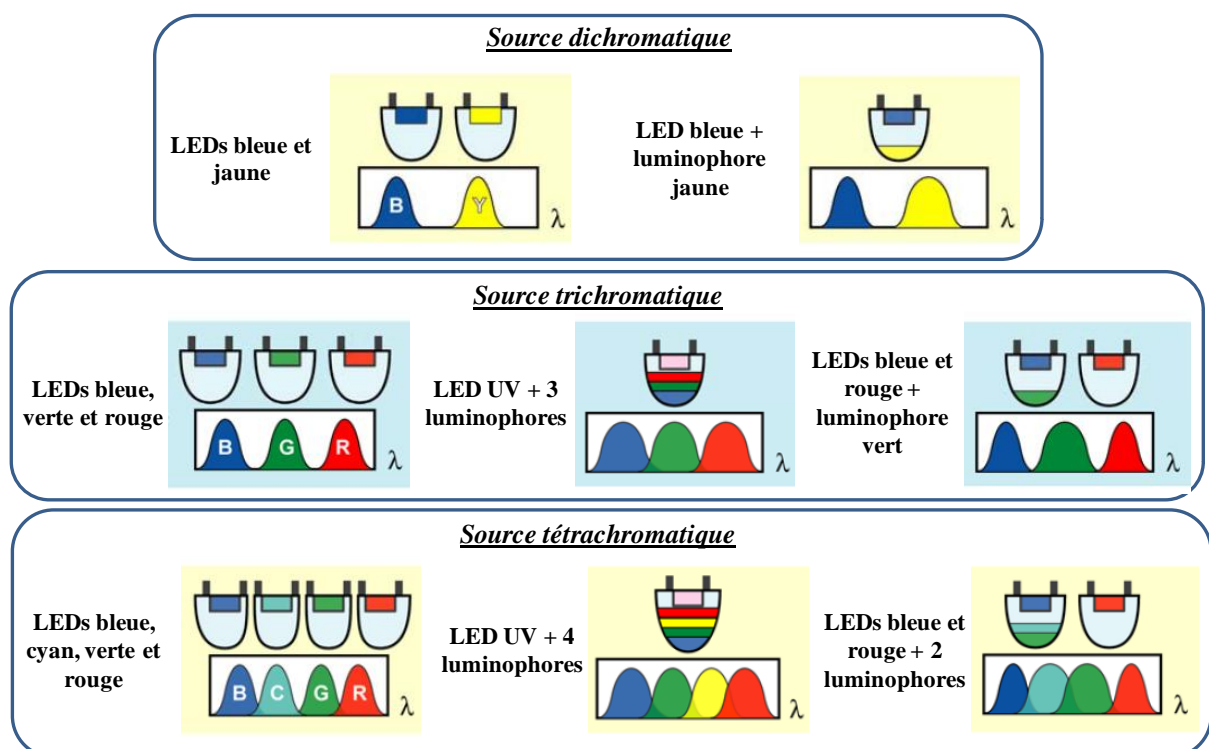 Source dichromatique
LEDs bleue et
jaune
B
Y
λ
LED bleue +
luminophore
jaune
λ
Source trichromatique
LEDs bleue,
verte et rouge
B
G
R
λ
LED UV + 3
luminophores
λ
LEDs bleue et
rouge +
luminophore
vert
λ
Source tétrachromatique
LEDs bleue,
cyan, verte et
rouge
B
C
G
R
λ
LED UV + 4
luminophores
λ
LEDs bleue et
rouge + 2
luminophores
λ